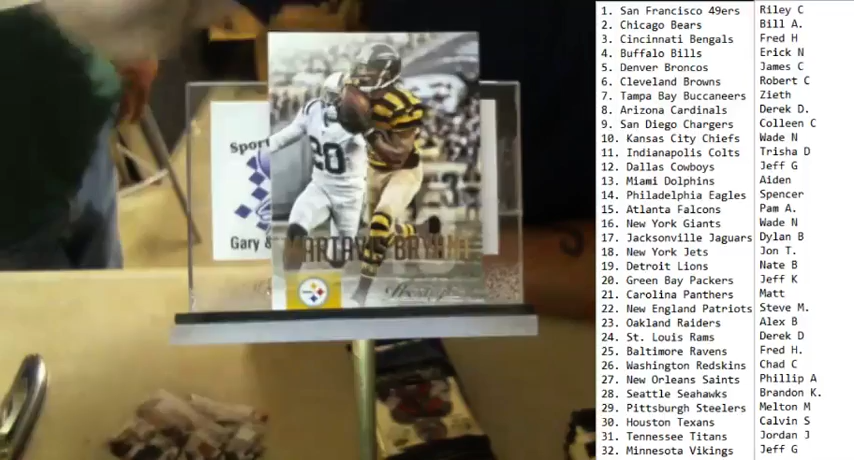 Sport
Gary &
20
MARTAVIS BRYANT
Prestige
1. San Francisco 49ers Riley C
2. Chicago Bears Bill A.
3. Cincinnati Bengals Fred H
4. Buffalo Bills Erick N
5. Denver Broncos James C
6. Cleveland Browns Robert C
7. Tampa Bay Buccaneers Zieth
8. Arizona Cardinals Derek D.
9. San Diego Chargers Colleen C
10. Kansas City Chiefs Wade N
11. Indianapolis Colts Trisha D
12. Dallas Cowboys Jeff G
13. Miami Dolphins Aiden
14. Philadelphia Eagles Spencer
15. Atlanta Falcons Pam A.
16. New York Giants Wade N
17. Jacksonville Jaguars Dylan B
18. New York Jets Jon T.
19. Detroit Lions Nate B
20. Green Bay Packers Jeff K
21. Carolina Panthers Matt
22. New England Patriots Steve M.
23. Oakland Raiders Alex B
24. St. Louis Rams Derek D
25. Baltimore Ravens Fred H.
26. Washington Redskins Chad C
27. New Orleans Saints Phillip A
28. Seattle Seahawks Brandon K.
29. Pittsburgh Steelers Melton M
30. Houston Texans Calvin S
31. Tennessee Titans Jordan J
32. Minnesota Vikings Jeff G